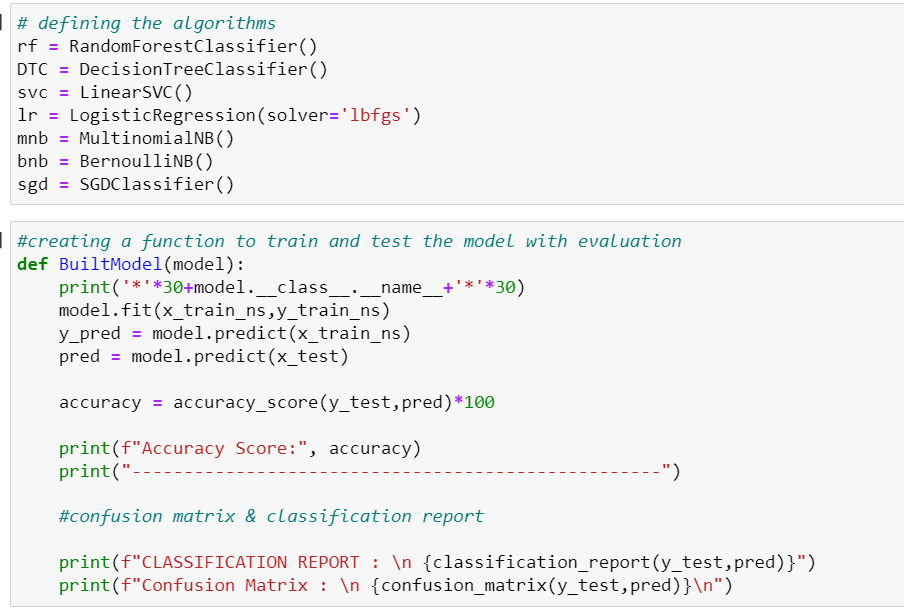 # defining the algorithms
rf = RandomForestClassifier()
DTC = DecisionTreeClassifier()
svc = LinearSVC()
lr = LogisticRegression(solver='lbfgs')
mnb = MultinomialNB()
bnb = BernoulliNB()
sgd = SGDClassifier()
#creating a function to train and test the model with evaluation
def BuiltModel(model):
    print('*'*30+model.__class__.__name__+'*'*30)
    model.fit(x_train_ns,y_train_ns)
    y_pred = model.predict(x_train_ns)
    pred = model.predict(x_test)
    accuracy = accuracy_score(y_test,pred)*100
    print(f"Accuracy Score:", accuracy)
    print("---------------------------------------------------")
    #confusion matrix & classification report
    print(f"CLASSIFICATION REPORT : \n {classification_report(y_test,pred)}")
    print(f"Confusion Matrix : \n {confusion_matrix(y_test,pred)}\n")